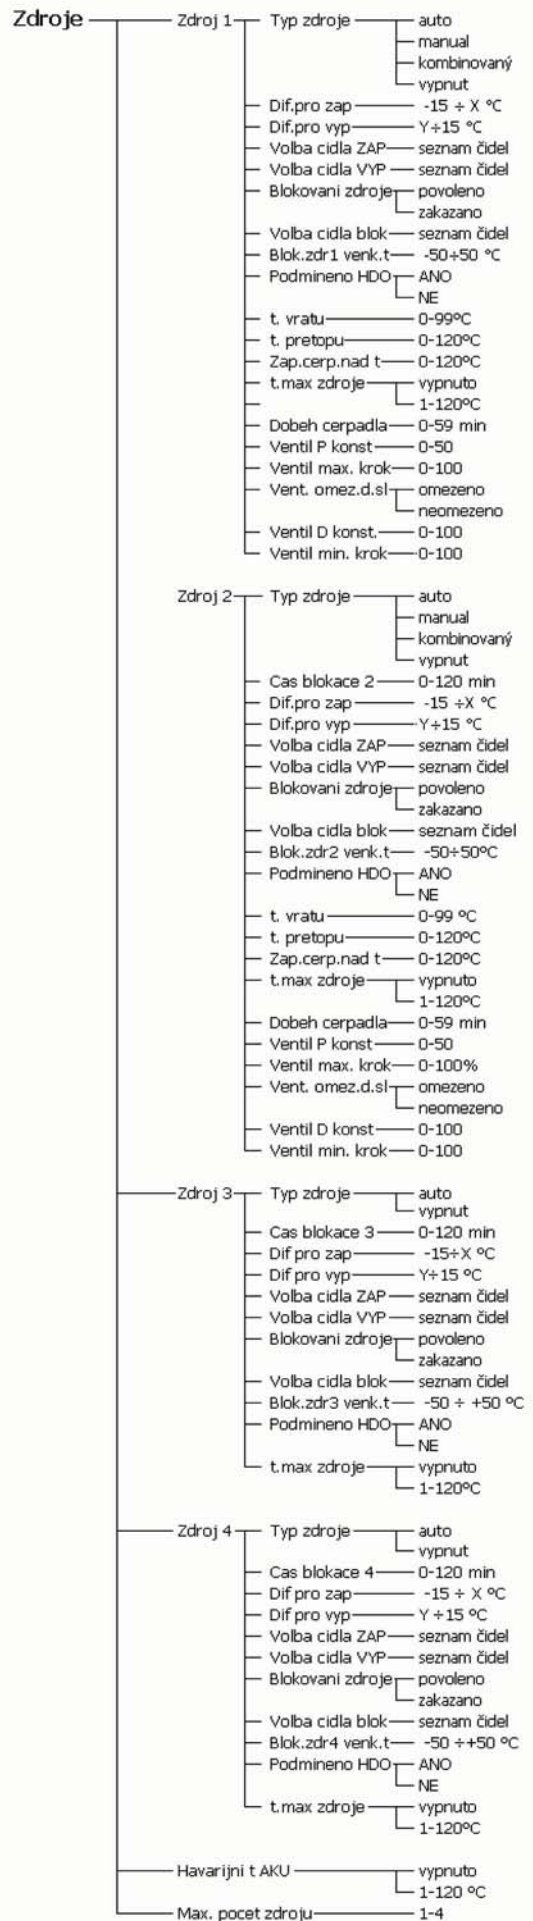 Zdroje Zdroj 1 Typ zdroje auto
manual
kombinovaný
vypnut
Dif.pro zap -15 ÷ X °C
Dif.pro vyp Y÷15 °C
Volba cidla ZAP seznam čidel
Volba cidla VYP seznam čidel
Blokovani zdroje povoleno
zakazano
Volba cidla blok seznam čidel
Blok.zdr1 venk.t -50÷50 °C
Podmineno HDO ANO
NE
t. vratu 0-99°C
t. pretopu 0-120°C
Zap.cerp.nad t 0-120°C
t.max zdroje vypnuto
1-120°C
Dobeh cerpadla 0-59 min
Ventil P konst 0-50
Ventil max. krok 0-100
Vent. omez.d.sl omezeno
neomezeno
Ventil D konst. 0-100
Ventil min. krok 0-100
Zdroj 2 Typ zdroje auto
manual
kombinovaný
vypnut
Cas blokace 2 0-120 min
Dif.pro zap -15 ÷X °C
Dif.pro vyp Y÷15 °C
Volba cidla ZAP seznam čidel
Volba cidla VYP seznam čidel
Blokovani zdroje povoleno
zakazano
Volba cidla blok seznam čidel
Blok.zdr2 venk.t -50÷50°C
Podmineno HDO ANO
NE
t. vratu 0-99 °C
t. pretopu 0-120°C
Zap.cerp.nad t 0-120°C
t.max zdroje vypnuto
1-120°C
Dobeh cerpadla 0-59 min
Ventil P konst 0-50
Ventil max. krok 0-100%
Vent. omez.d.sl omezeno
neomezeno
Ventil D konst 0-100
Ventil min. krok 0-100
Zdroj 3 Typ zdroje auto
vypnut
Cas blokace 3 0-120 min
Dif pro zap -15÷X °C
Dif pro vyp Y÷15 °C
Volba cidla ZAP seznam čidel
Volba cidla VYP seznam čidel
Blokovani zdroje povoleno
zakazano
Volba cidla blok seznam čidel
Blok.zdr3 venk.t -50 ÷ +50 °C
Podmineno HDO ANO
NE
t.max zdroje vypnuto
1-120°C
Zdroj 4 Typ zdroje auto
vypnut
Cas blokace 4 0-120 min
Dif pro zap -15 ÷ X °C
Dif pro vyp Y ÷15 °C
Volba cidla ZAP seznam čidel
Volba cidla VYP seznam čidel
Blokovani zdroje povoleno
zakazano
Volba cidla blok seznam čidel
Blok.zdr4 venk.t -50 ÷+50 °C
Podmineno HDO ANO
NE
t.max zdroje vypnuto
1-120°C
Havarijni t AKU vypnuto
1-120 °C
Max. pocet zdroju 1-4